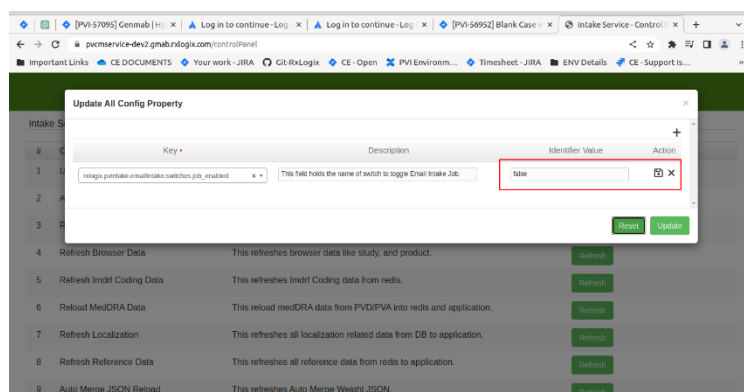 [PVI-57095] Genmab | Hy
Log in to continue - Log
Log in to continue - Log
[PVI-56952] Blank Case
Intake Service - Control
pvcmservice-dev2.gmab.rxlogix.com/controlPanel
Important Links
CE DOCUMENTS
Your work - JIRA
Git-RxLogix
CE - Open
PVI Environm...
Timesheet - JIRA
ENV Details
CE - Support Is...
Update All Config Property
Intake S
Key Description Identifier Value Action
rxlogix.pvintake.emailintake.switches.job_enabled This field holds the name of switch to toggle Email Intake Job. false
Reset Update
#
1 U
2 A
3 R
4 Refresh Browser Data This refreshes browser data like study, and product. Refresh
5 Refresh Imdrf Coding Data This refreshes Imdrf Coding data from redis. Refresh
6 Reload MedDRA Data This reload medDRA data from PVD/PVA into redis and application. Refresh
7 Refresh Localization This refreshes all localization related data from DB to application. Refresh
8 Refresh Reference Data This refreshes all reference data from redis to application. Refresh
9 Auto Merge JSON Reload This refreshes Auto Merge Weight JSON. Refresh